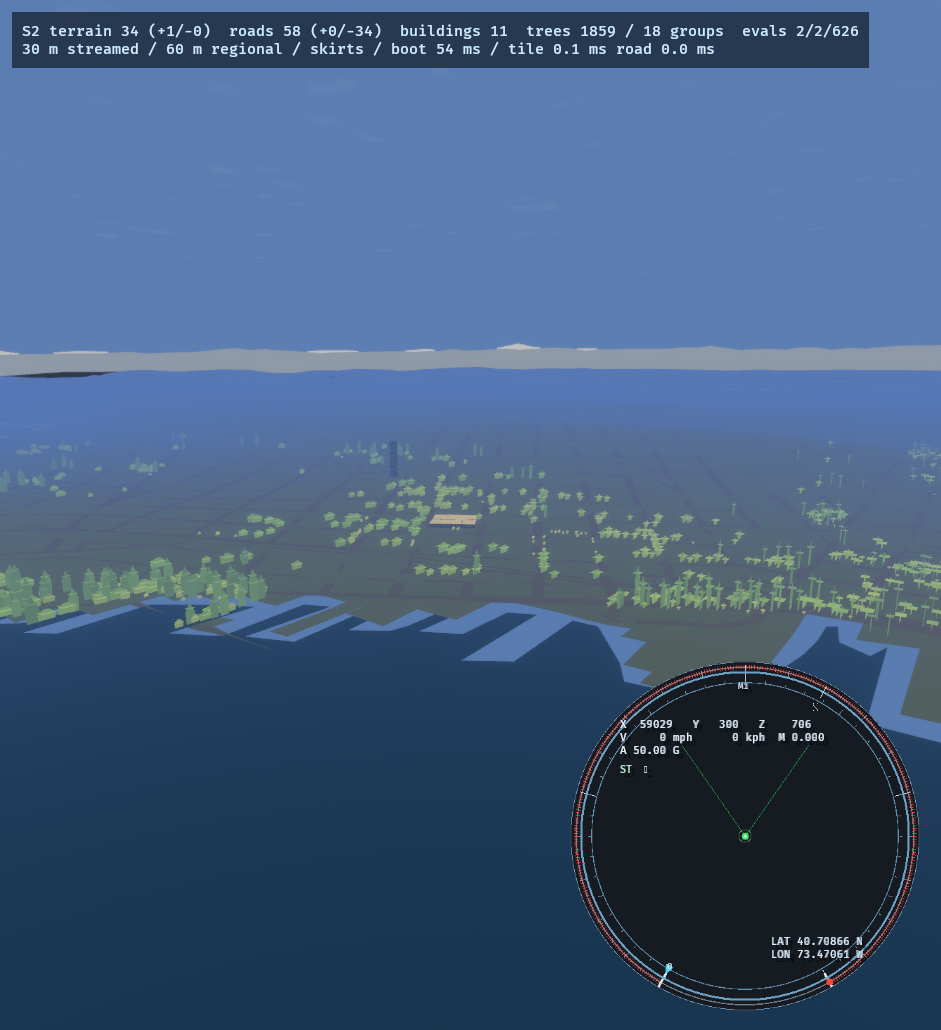 S2 terrain 34 (+1/-0)  roads 58 (+0/-34)  buildings 11  trees 1859 / 18 groups  evals 2/2/626
30 m streamed / 60 m regional / skirts / boot 54 ms / tile 0.1 ms road 0.0 ms
X 59029 Y 300 Z 706
V 0 mph 0 kph M 0.000
A 50.00 G
ST
LAT 40.70866 N
LON 73.47061 W